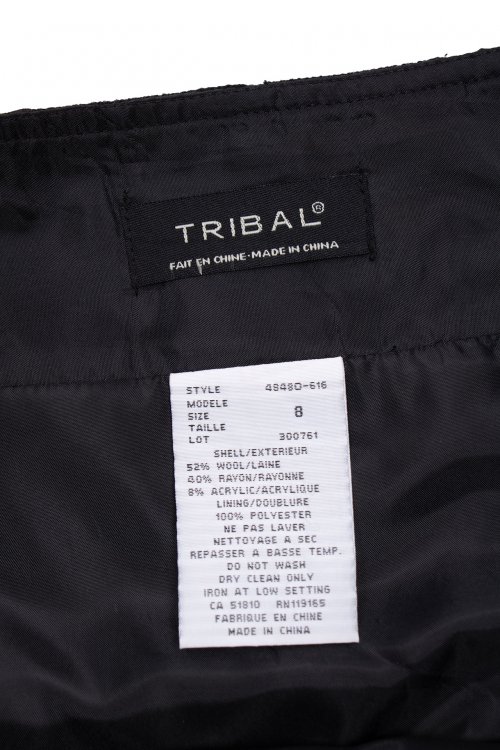 TRIBAL®
FAIT EN CHINE · MADE IN CHINA
STYLE 48480-616
MODELE
SIZE 8
TAILLE
LOT 300761
SHELL/EXTERIEUR
52% WOOL/LAINE
40% RAYON/RAYONNE
8% ACRYLIC/ACRYLIQUE
LINING/DOUBLURE
100% POLYESTER
NE PAS LAVER
NETTOYAGE A SEC
REPASSER A BASSE TEMP.
DO NOT WASH
DRY CLEAN ONLY
IRON AT LOW SETTING
CA 51810 RN119165
FABRIQUE EN CHINE
MADE IN CHINA